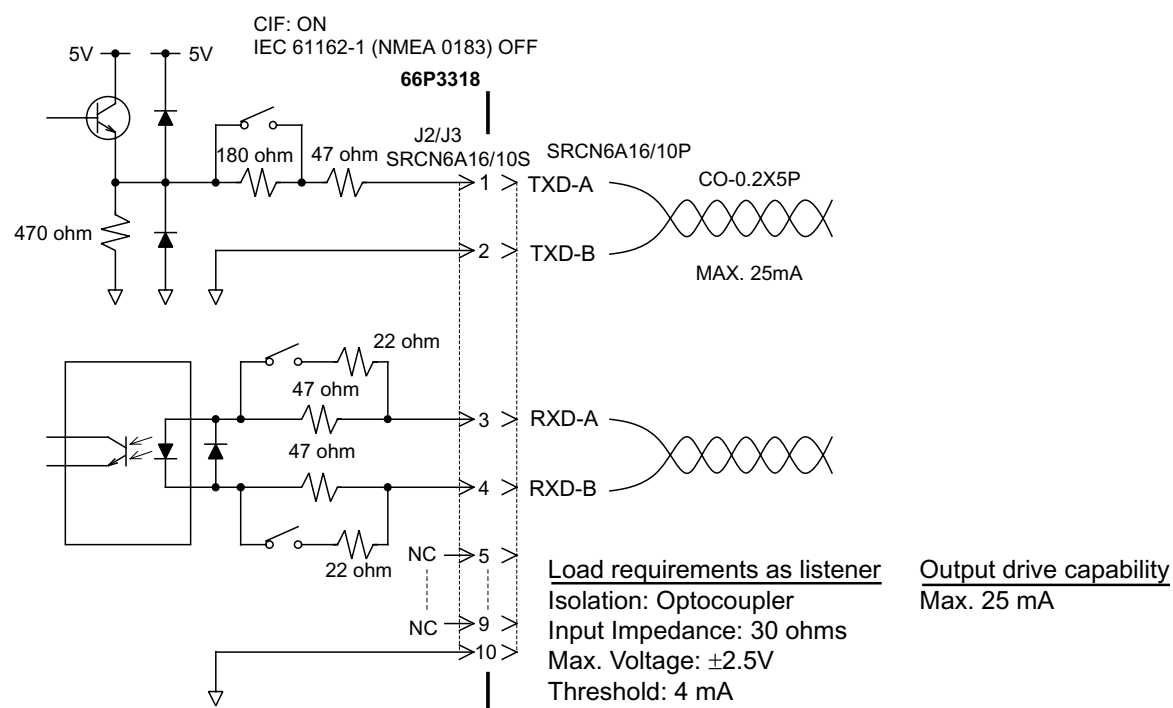 CIF: ON
IEC 61162-1 (NMEA 0183) OFF
5V
5V
66P3318
J2/J3
180 ohm
47 ohm
SRCN6A16/10S
SRCN6A16/10P
1
TXD-A
CO-0.2X5P
470 ohm
2
TXD-B
MAX. 25mA
22 ohm
47 ohm
3
RXD-A
47 ohm
4
RXD-B
22 ohm
NC
5
NC
9
10
Load requirements as listener
Isolation: Optocoupler
Input Impedance: 30 ohms
Max. Voltage: ±2.5V
Threshold: 4 mA
Output drive capability
Max. 25 mA